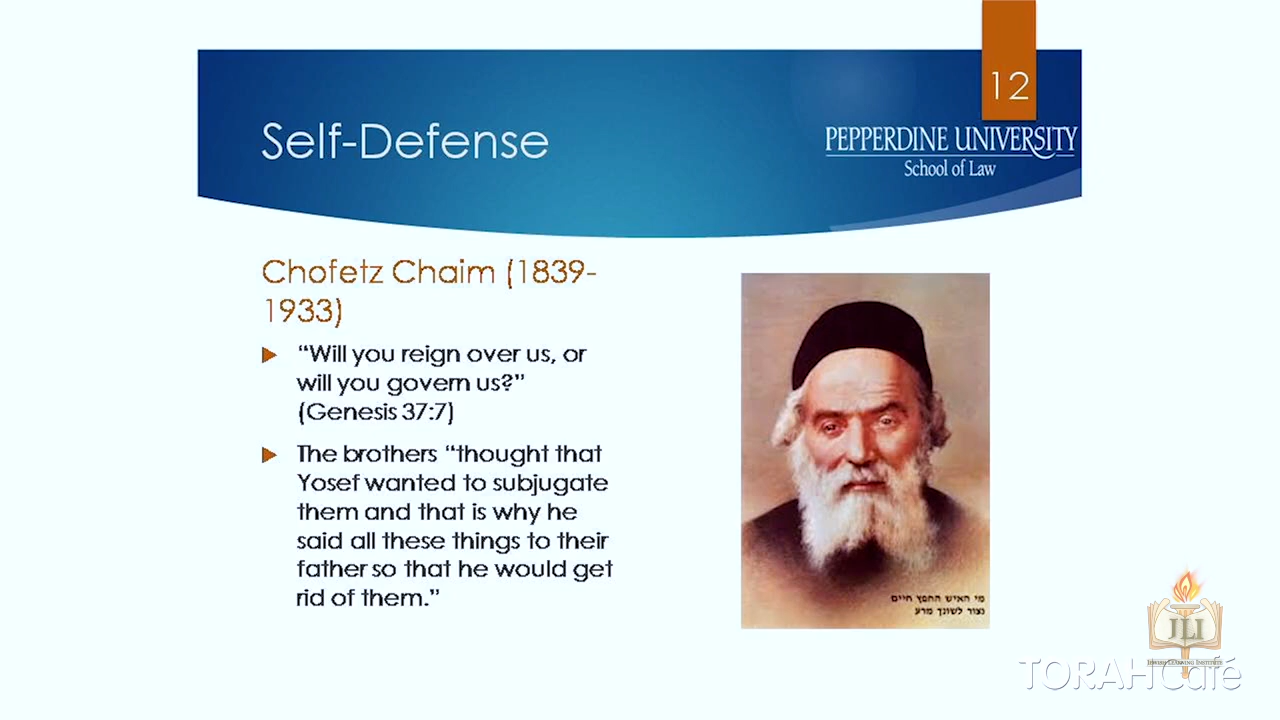 12
Self-Defense
PEPPERDINE UNIVERSITY
School of Law
Chofetz Chaim (1839-
1933)
“Will you reign over us, or
will you govern us?”
(Genesis 37:7)
The brothers “thought that
Yosef wanted to subjugate
them and that is why he
said all these things to their
father so that he would get
rid of them.”
מי האיש החפץ חיים
נצור לשונך מרע
JLI
JEWISH LEARNING INSTITUTE
TORAHCafé